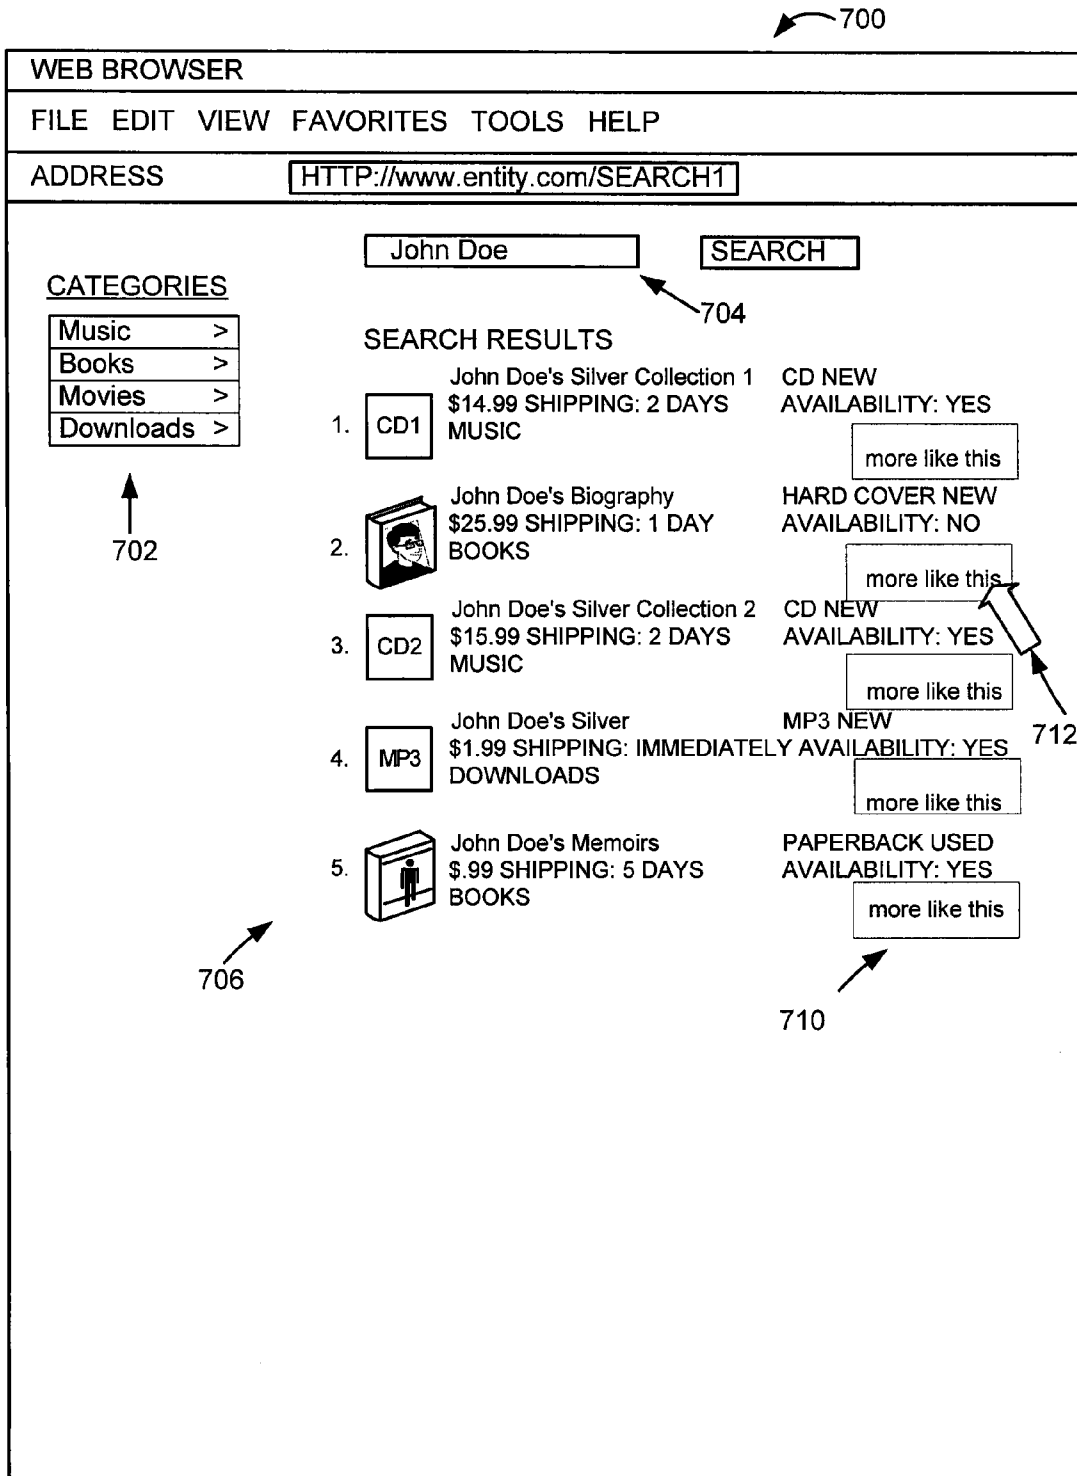 700
WEB BROWSER
FILE EDIT VIEW FAVORITES TOOLS HELP
ADDRESS HTTP://www.entity.com/SEARCH1
John Doe SEARCH
704
CATEGORIES
Music >
Books >
Movies >
Downloads >
702
SEARCH RESULTS
1. CD1
John Doe's Silver Collection 1 CD NEW
$14.99 SHIPPING: 2 DAYS AVAILABILITY: YES
MUSIC
more like this
2.
John Doe's Biography HARD COVER NEW
$25.99 SHIPPING: 1 DAY AVAILABILITY: NO
BOOKS
more like this
3. CD2
John Doe's Silver Collection 2 CD NEW
$15.99 SHIPPING: 2 DAYS AVAILABILITY: YES
MUSIC
more like this
712
4. MP3
John Doe's Silver MP3 NEW
$1.99 SHIPPING: IMMEDIATELY AVAILABILITY: YES
DOWNLOADS
more like this
5.
John Doe's Memoirs PAPERBACK USED
$.99 SHIPPING: 5 DAYS AVAILABILITY: YES
BOOKS
more like this
706
710